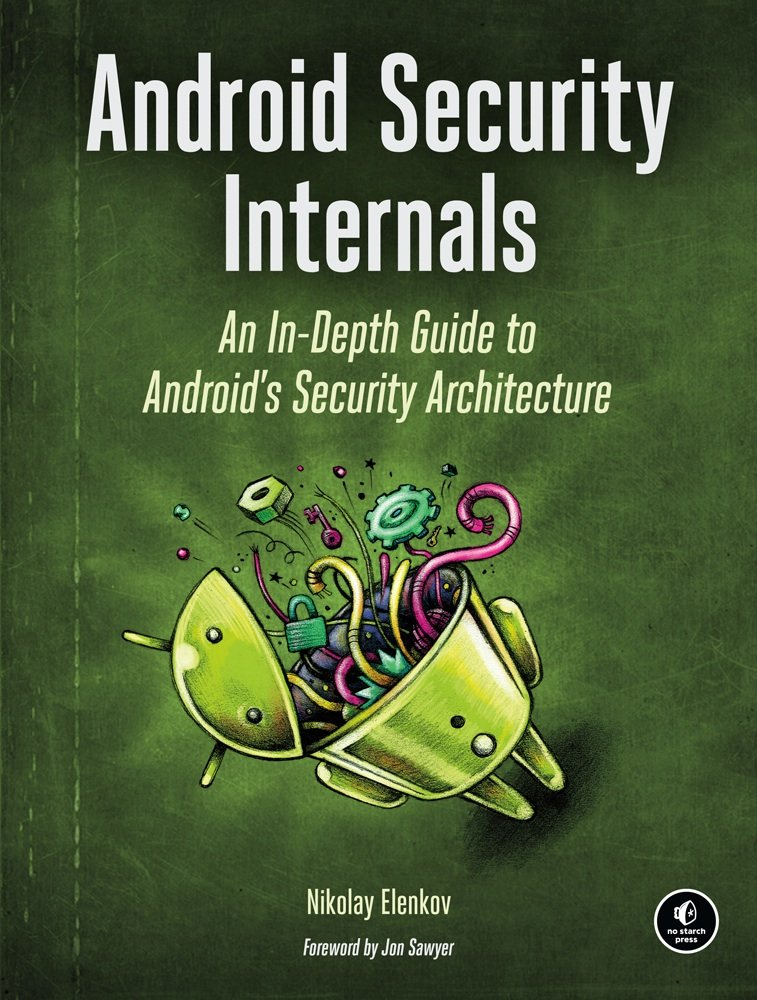 Android Security
Internals
An In-Depth Guide to
Android's Security Architecture
Nikolay Elenkov
Foreword by Jon Sawyer
no starch
press